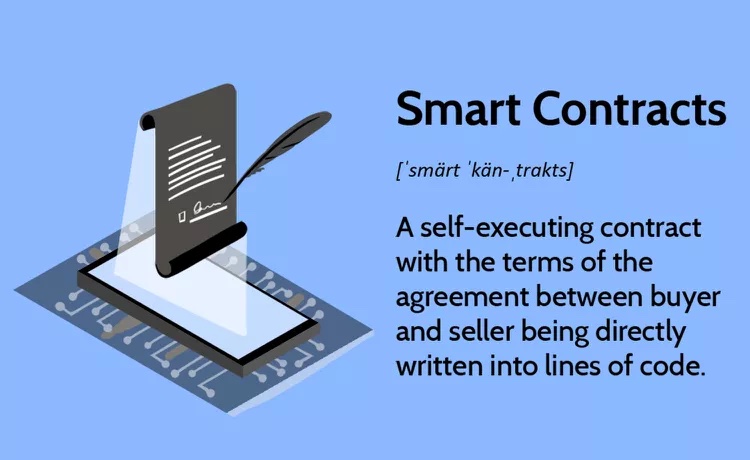 Smart Contracts
[ˈsmärt ˈkän-ˌtrakts]
A self-executing contract
with the terms of the
agreement between buyer
and seller being directly
written into lines of code.